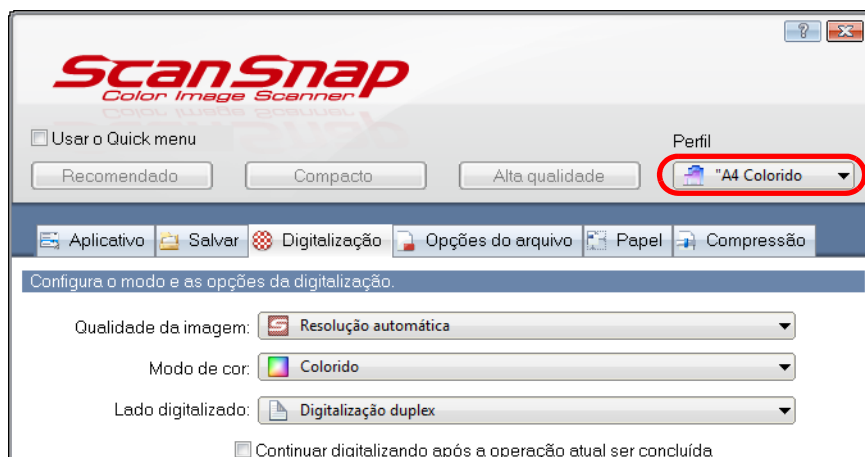 ScanSnap
Color Image Scanner
Usar o Quick menu
Perfil
Recomendado Compacto Alta qualidade "A4 Colorido
Aplicativo Salvar Digitalização Opções do arquivo Papel Compressão
Configura o modo e as opções da digitalização.
Qualidade da imagem: Resolução automática
Modo de cor: Colorido
Lado digitalizado: Digitalização duplex
Continuar digitalizando após a operação atual ser concluída